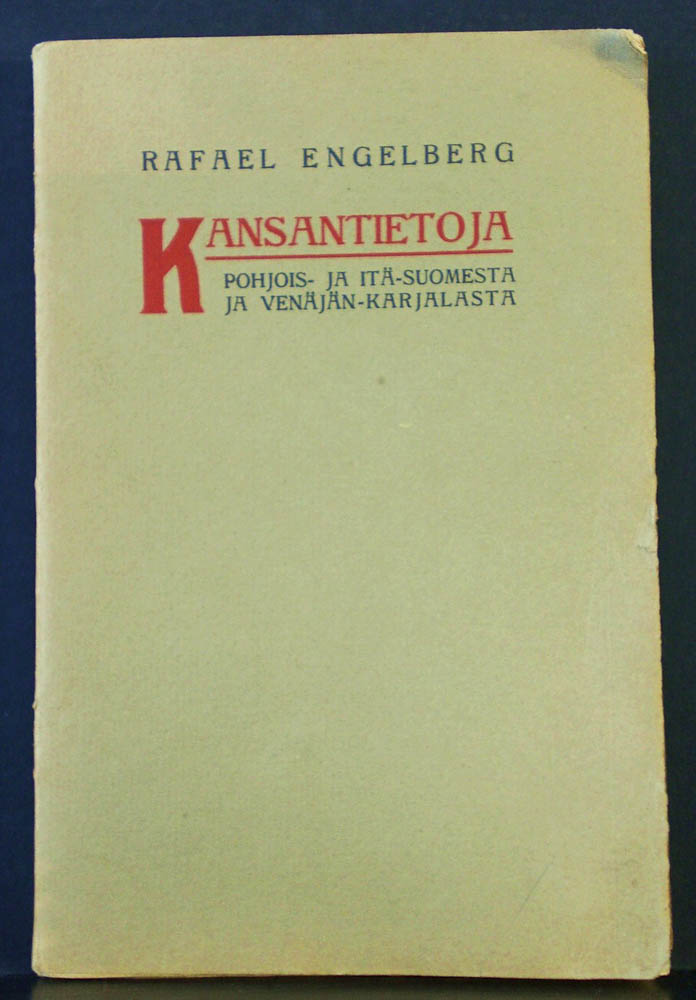 RAFAEL ENGELBERG
KANSANTIETOJA
POHJOIS- JA ITÄ-SUOMESTA
JA VENÄJÄN-KARJALASTA